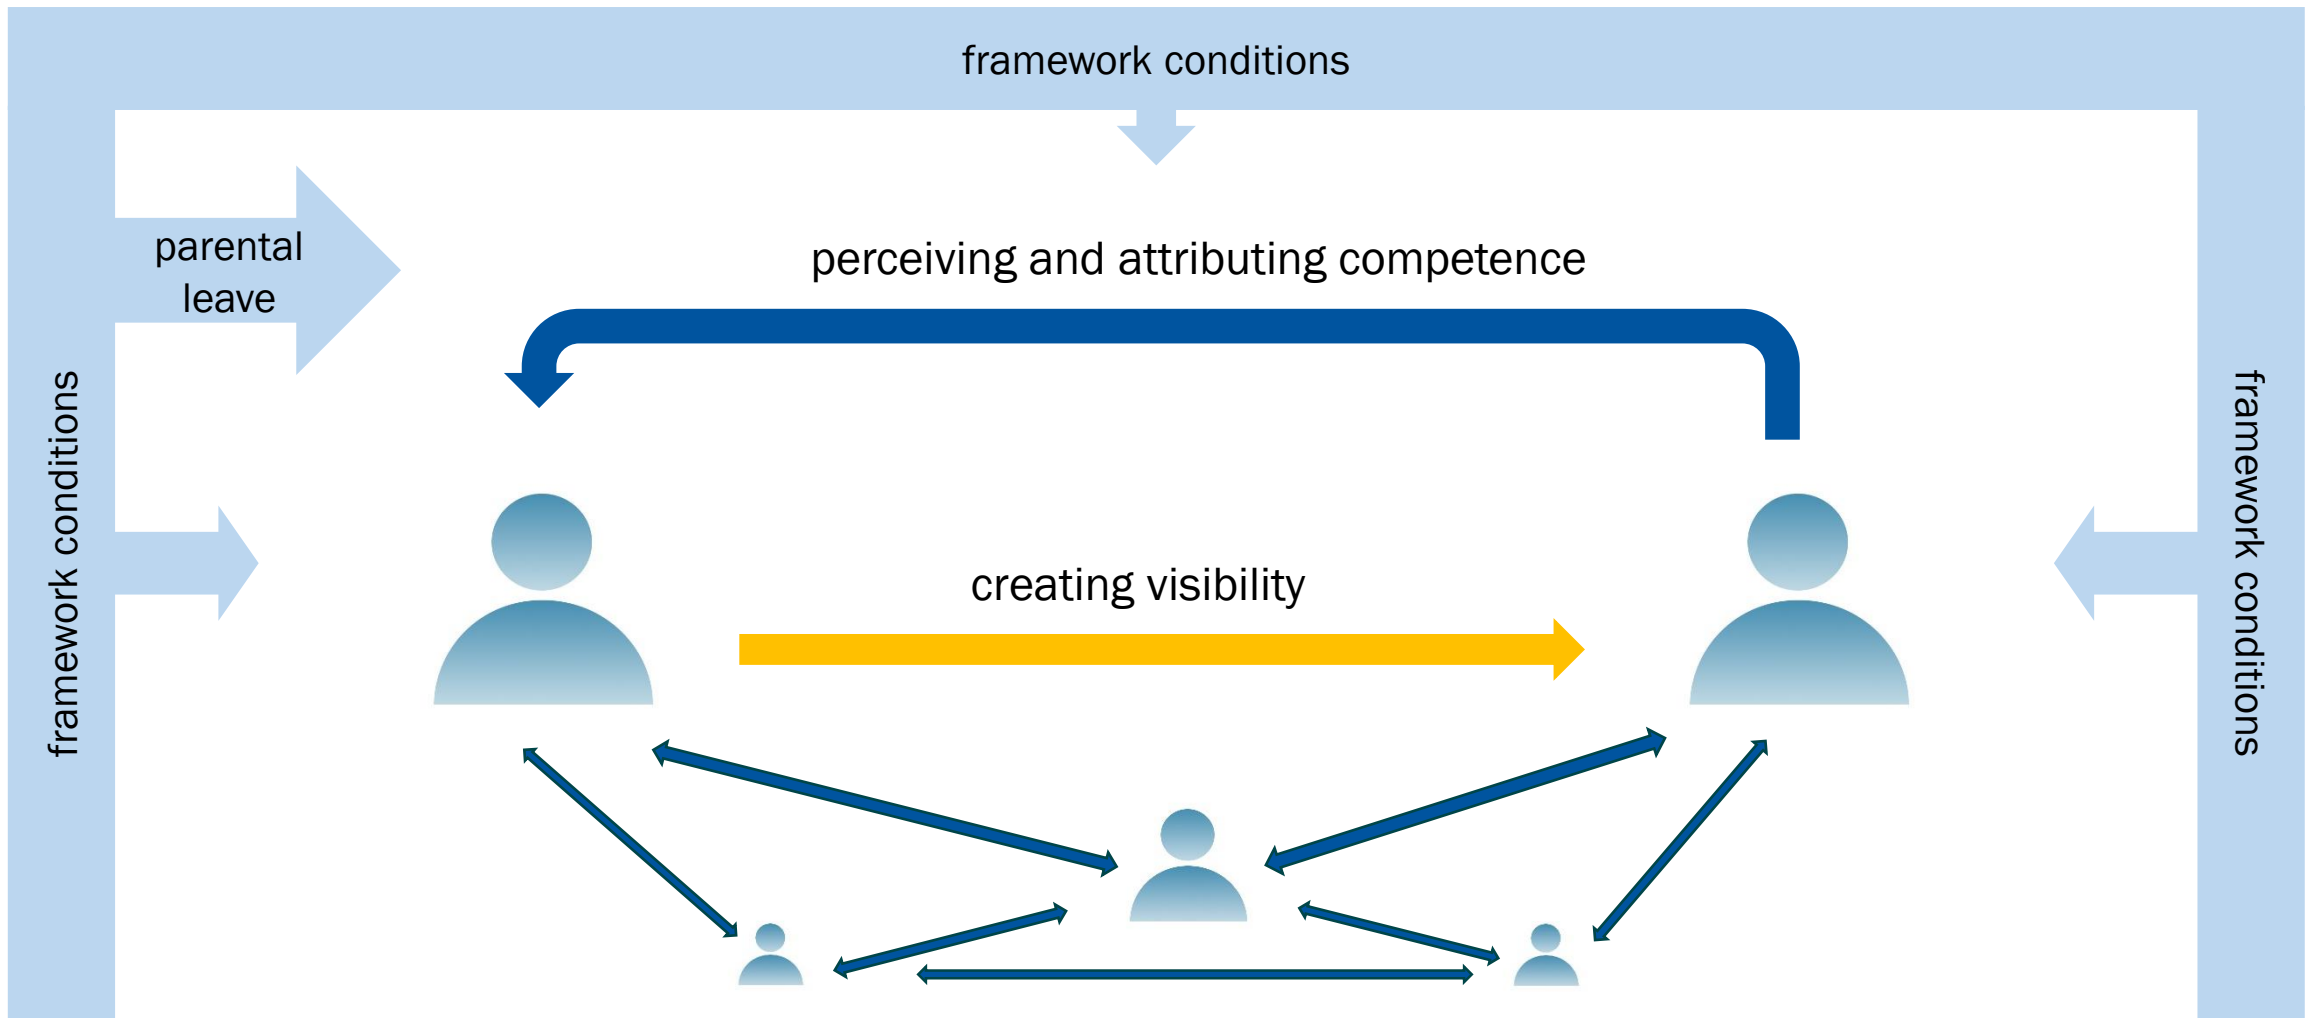 framework conditions
parental
leave
perceiving and attributing competence
framework conditions
creating visibility
framework conditions